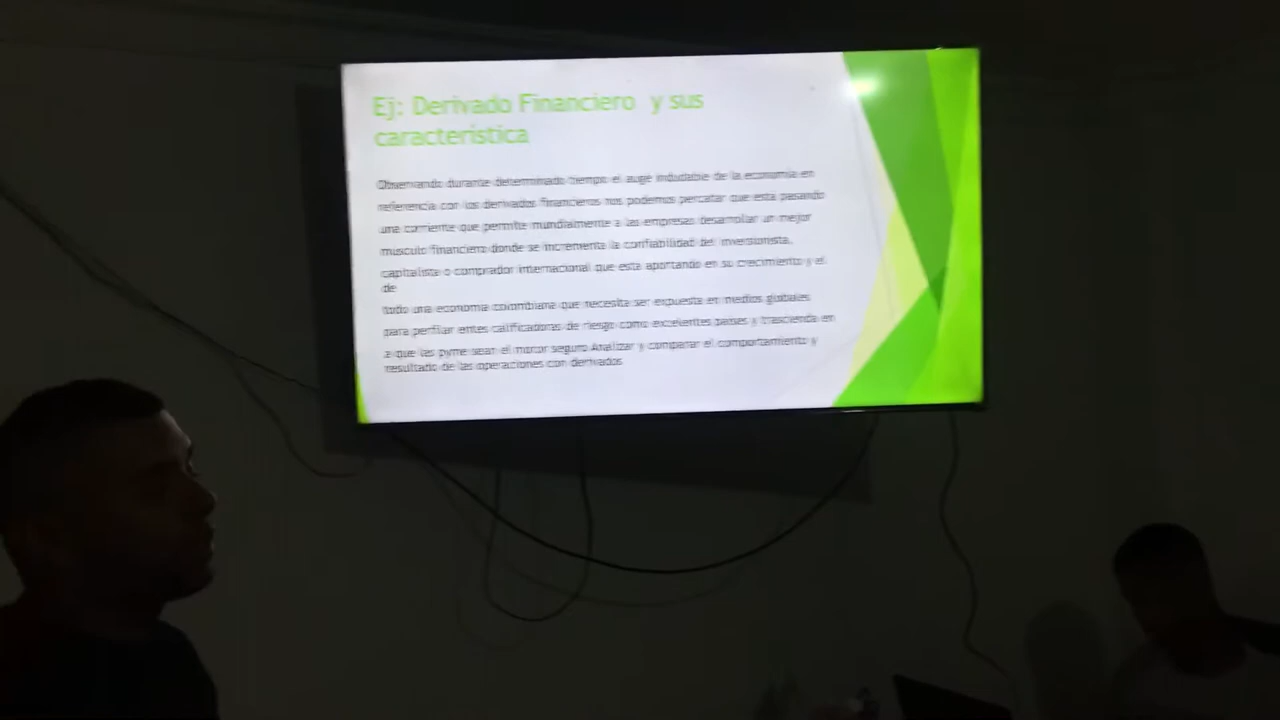 Ej: Derivado Financiero y sus
caracteristica
Observando durante determinado tiempo el auge indudable de la economía en
referencia con los derivados financieros nos podemos percatar que está pasando
una corriente que permite mundialmente a las empresas desarrollar un mejor
musculo financiero donde se incrementa la confiabilidad del inversionista,
capitalista o comprador internacional que esta aportando en su crecimiento y el
de
todo una economía colombiana que necesita ser expuesta en medios globales
para perfilar entes calificadoras de riesgo como excelentes países y trascienda en
a que las pyme sean el motor seguro Analizar y comparar el comportamiento y
resultado de las operaciones con derivados